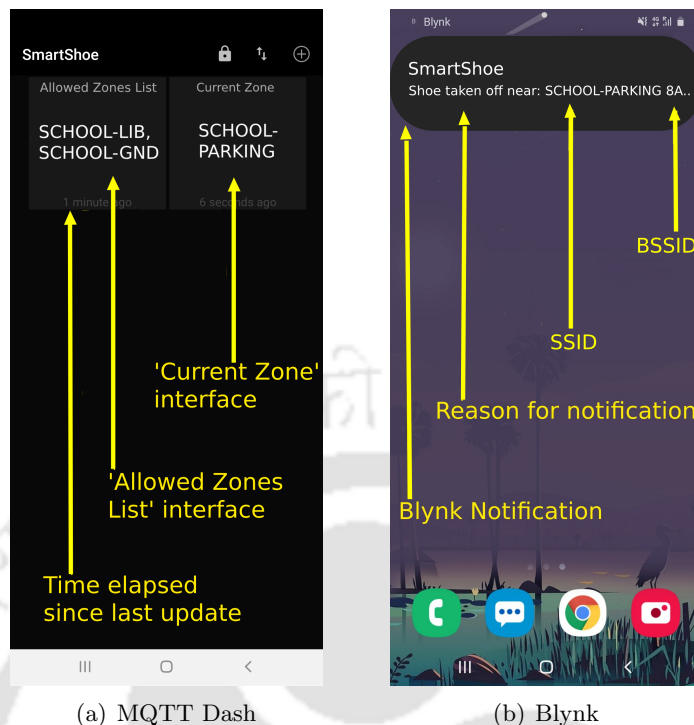 SmartShoe
Allowed Zones List
SCHOOL-LIB,
SCHOOL-GND
1 minute ago
Current Zone
SCHOOL-
PARKING
6 seconds ago
'Current Zone'
interface
'Allowed Zones
List' interface
Time elapsed
since last update
(a) MQTT Dash
Blynk
SmartShoe
Shoe taken off near: SCHOOL-PARKING 8A..
BSSID
SSID
Reason for notification
Blynk Notification
(b) Blynk